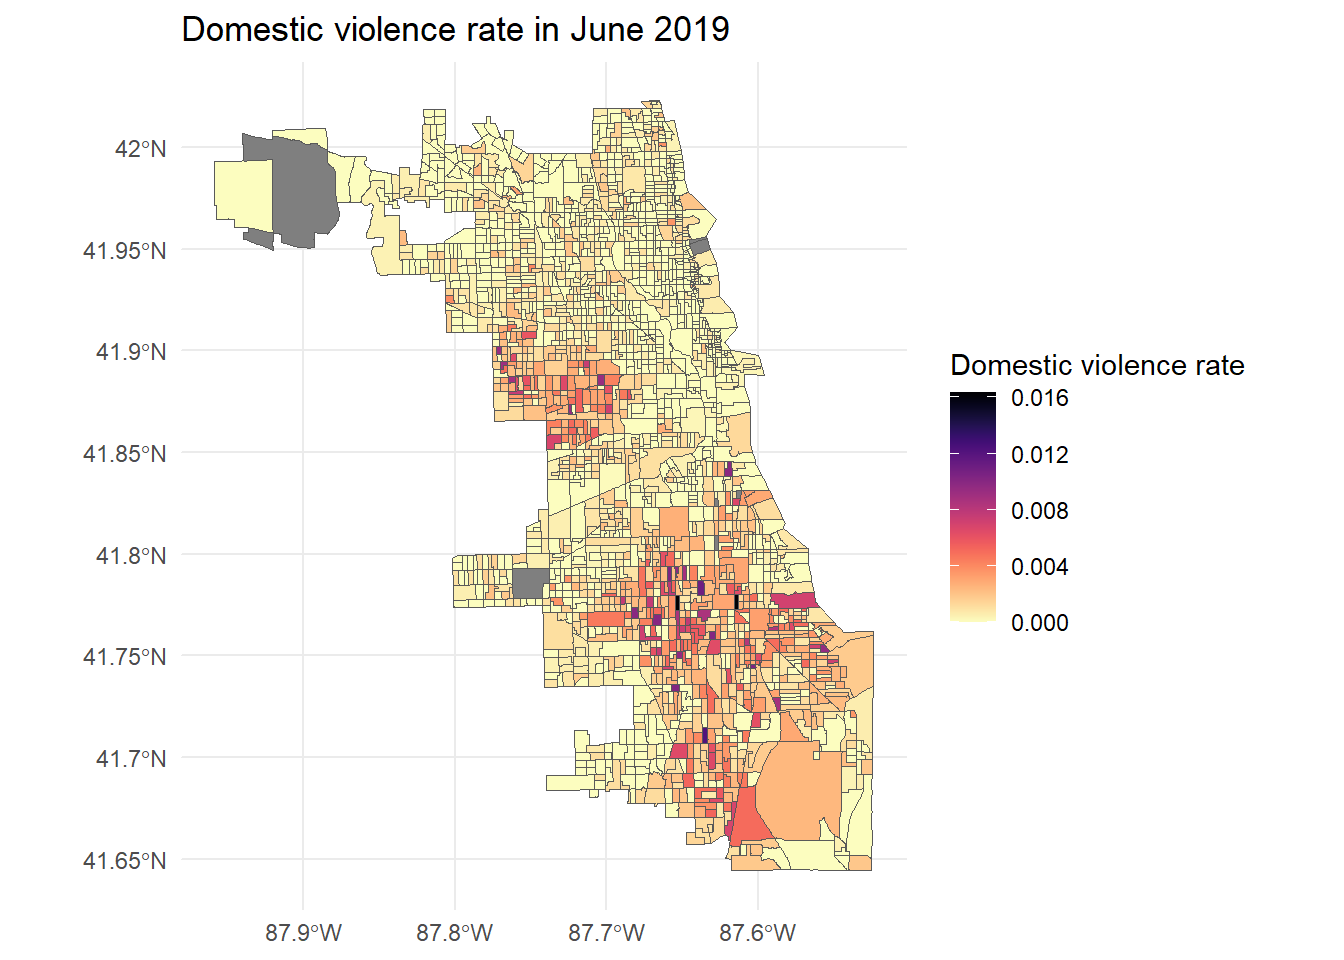 Domestic violence rate in June 2019
42°N
41.95°N
41.9°N
41.85°N
41.8°N
41.75°N
41.7°N
41.65°N
87.9°W
87.8°W
87.7°W
87.6°W
Domestic violence rate
0.016
0.012
0.008
0.004
0.000